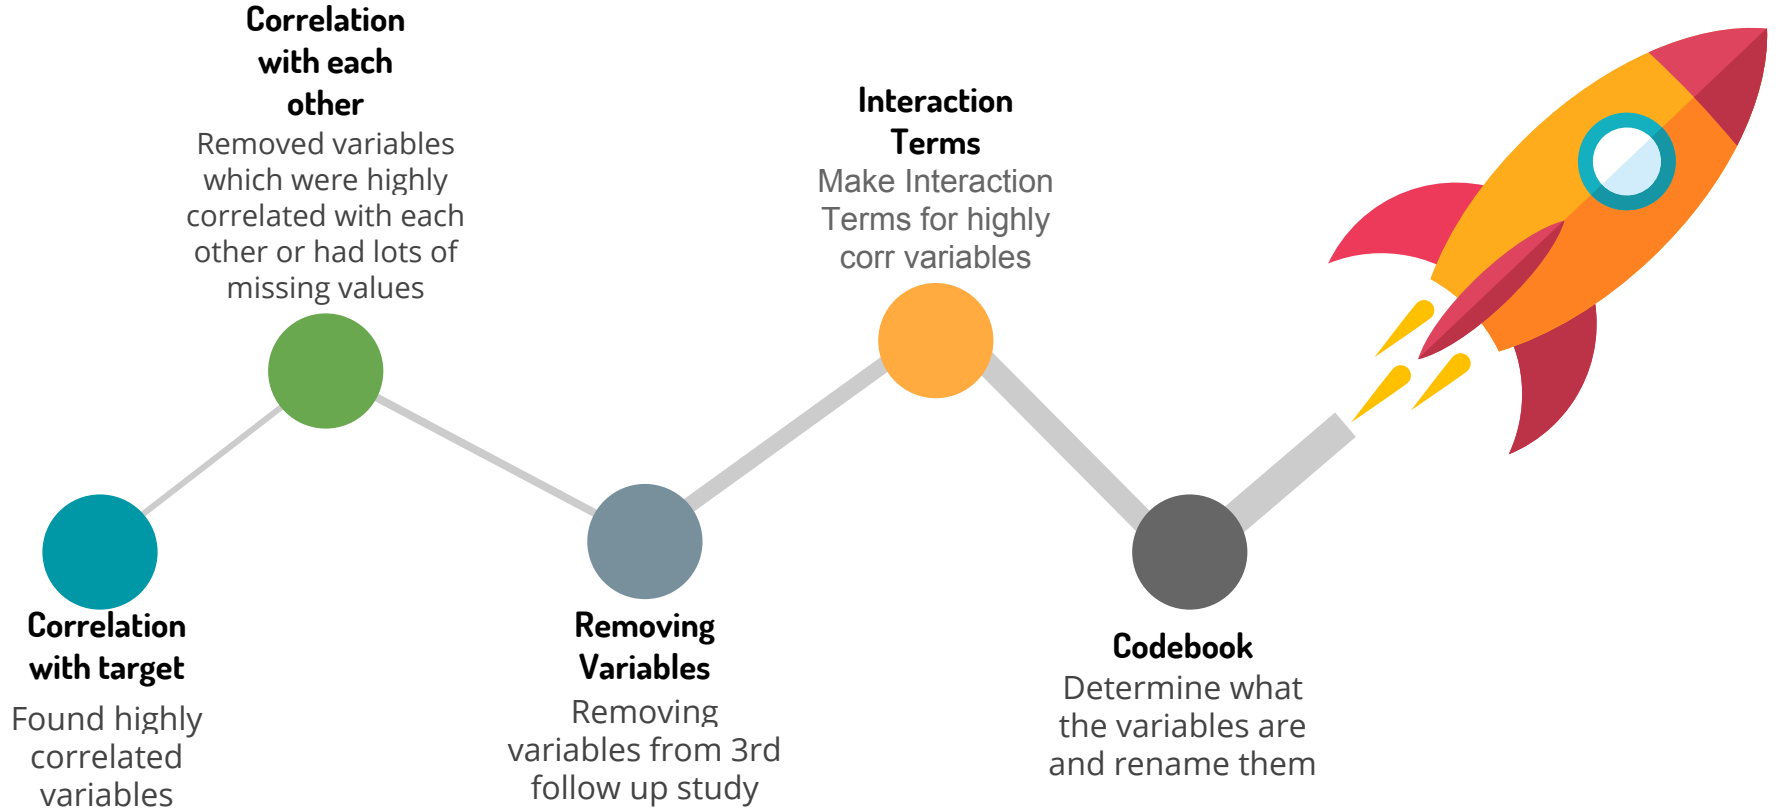 Correlation
with target
Found highly
correlated
variables
Correlation
with each
other
Removed variables
which were highly
correlated with each
other or had lots of
missing values
Removing
Variables
Removing
variables from 3rd
follow up study
Interaction
Terms
Make Interaction
Terms for highly
corr variables
Codebook
Determine what
the variables are
and rename them